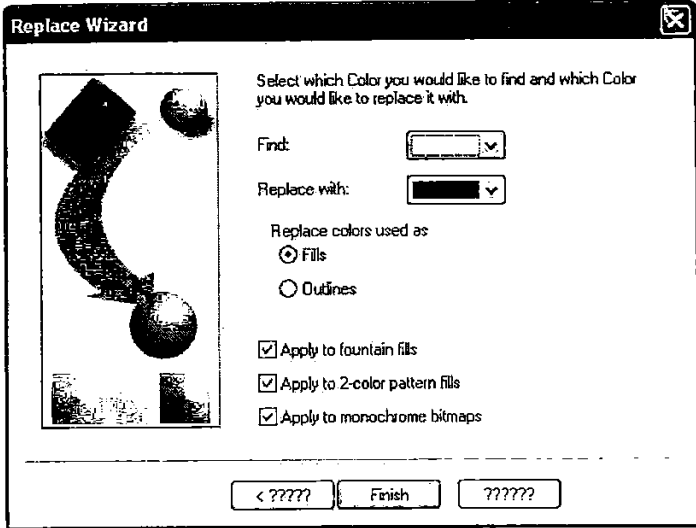 Replace Wizard
Select which Color you would like to find and which Color
you would like to replace it with.
Find:
Replace with:
Replace colors used as
Fills
Outlines
Apply to fountain fills
Apply to 2-color pattern fills
Apply to monochrome bitmaps
< ?????
Finish
??????